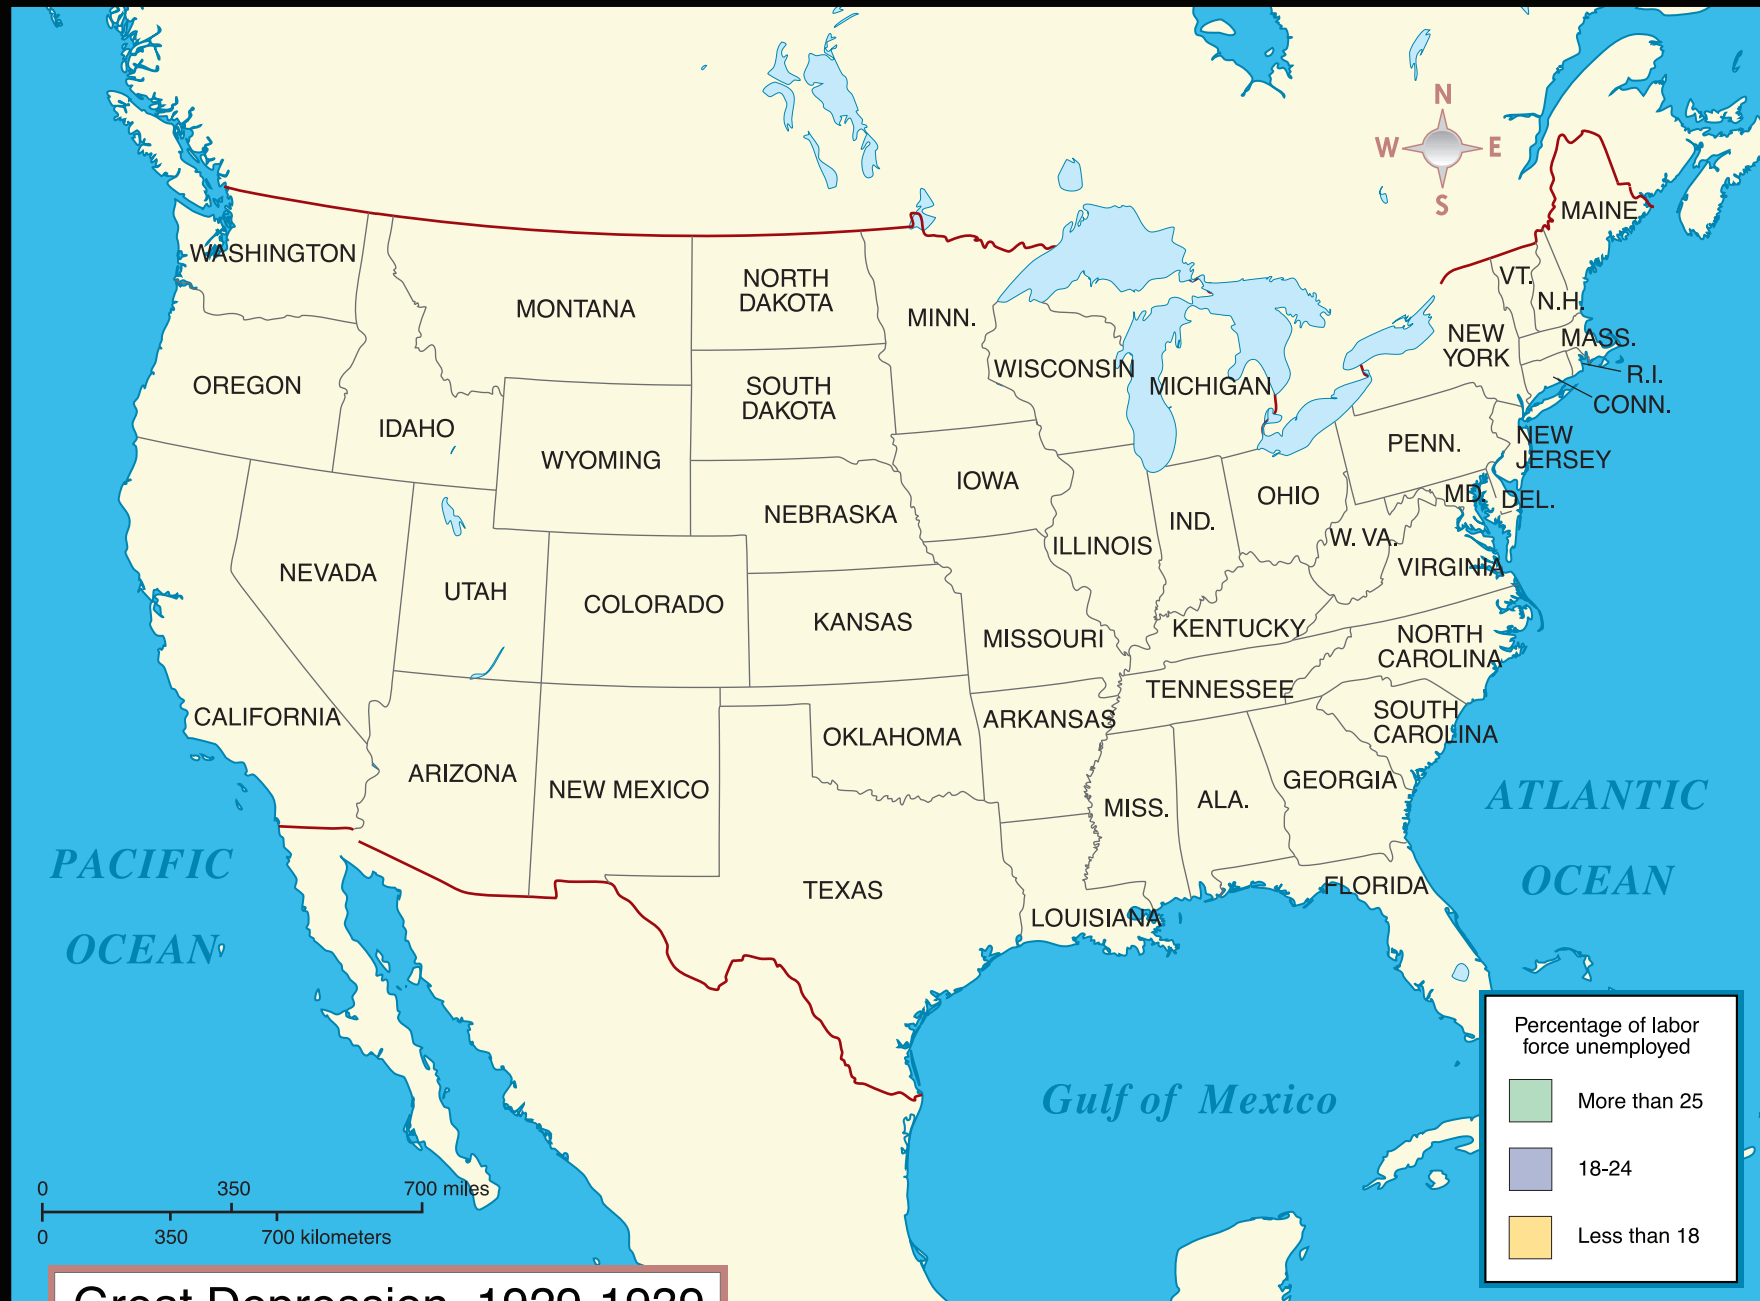 N
W
E
S
WASHINGTON
MONTANA
NORTH
DAKOTA
MINN.
MAINE
VT.
N.H.
NEW
YORK
MASS.
R.I.
CONN.
OREGON
IDAHO
SOUTH
DAKOTA
WISCONSIN
MICHIGAN
WYOMING
IOWA
PENN.
NEW
JERSEY
NEBRASKA
ILLINOIS
IND.
OHIO
MD.
DEL.
W. VA.
VIRGINIA
NEVADA
UTAH
COLORADO
KANSAS
MISSOURI
KENTUCKY
NORTH
CAROLINA
CALIFORNIA
ARIZONA
NEW MEXICO
OKLAHOMA
ARKANSAS
TENNESSEE
SOUTH
CAROLINA
MISS.
ALA.
GEORGIA
TEXAS
LOUISIANA
FLORIDA
PACIFIC
OCEAN
ATLANTIC
OCEAN
Gulf of Mexico
Percentage of labor
force unemployed
More than 25
18-24
Less than 18
0 350 700 miles
0 350 700 kilometers
Great Depression, 1929-1939